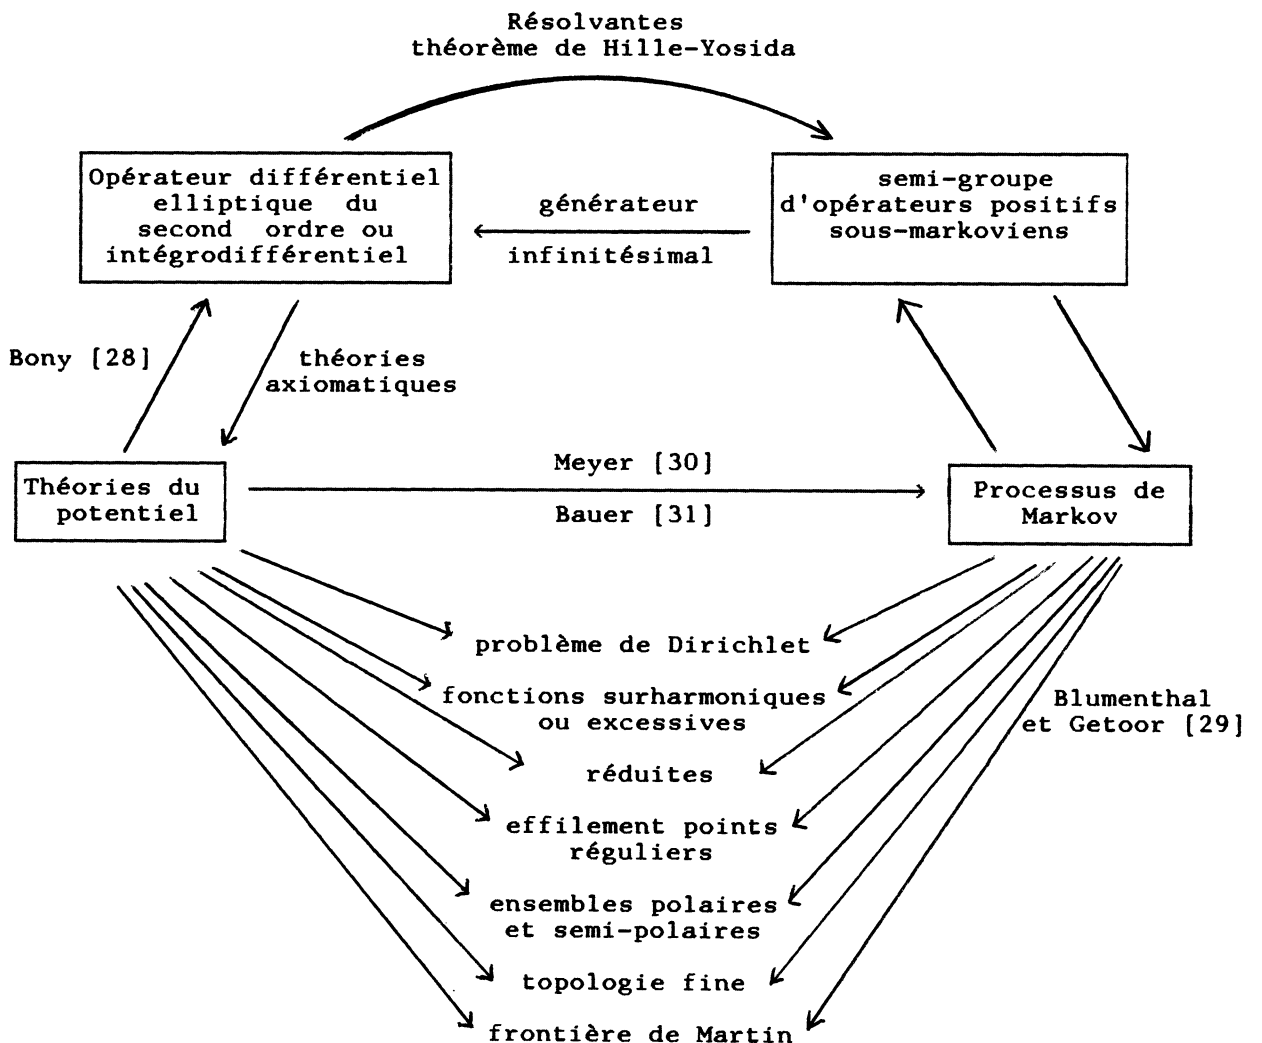 Résolvantes
théorème de Hille-Yosida
Opérateur différentiel
elliptique du
second ordre ou
intégrodifférentiel
générateur
infinitésimal
semi-groupe
d'opérateurs positifs
sous-markoviens
Bony [28]
théories
axiomatiques
Théories du
potentiel
Meyer [30]
Bauer [31]
Processus de
Markov
problème de Dirichlet
fonctions surharmoniques
ou excessives
Blumenthal
et Getoor [29]
réduites
effilement points
réguliers
ensembles polaires
et semi-polaires
topologie fine
frontière de Martin